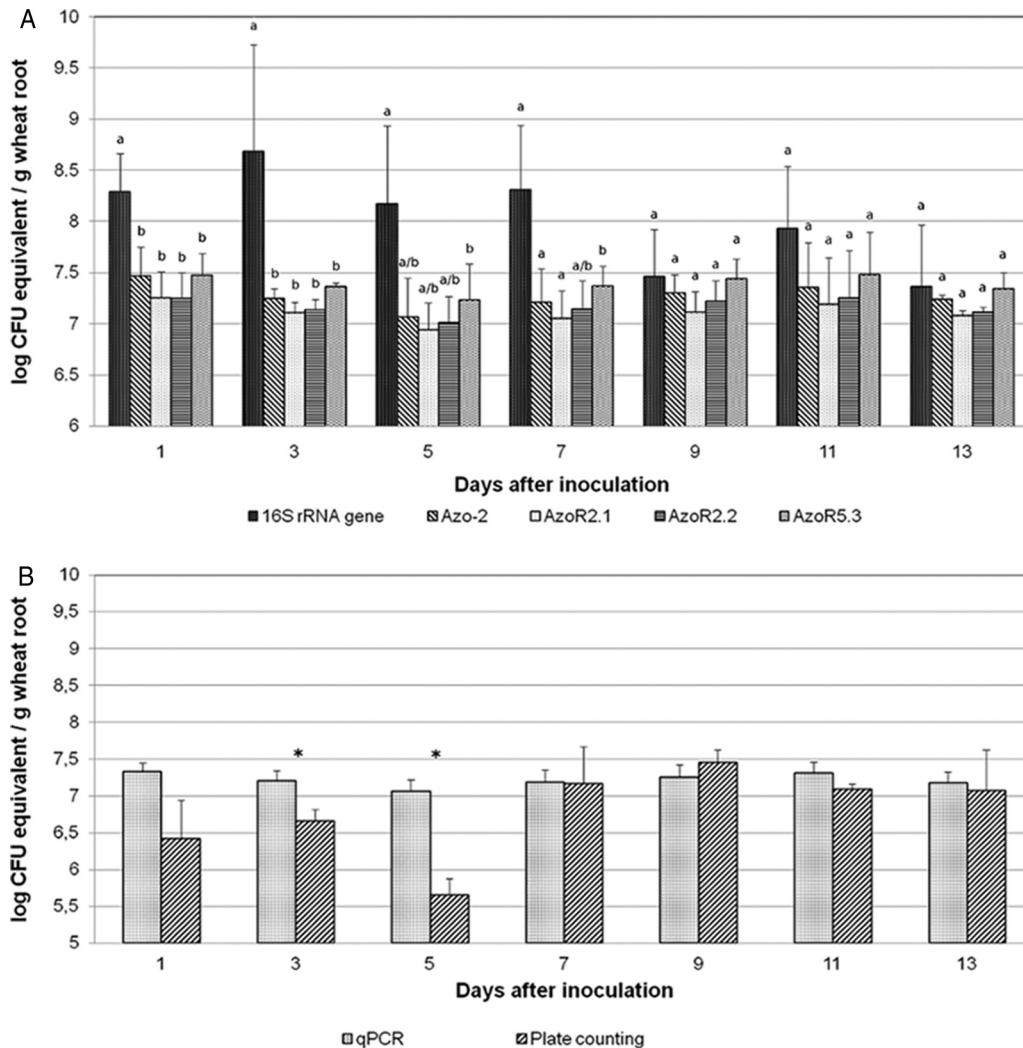 A
log CFU equivalent / g wheat root
10
9.5
9
8.5
8
7.5
7
6.5
6
a b b b b
a b b b b
a a/b a/b a/b b
a a a a/b b
a a a a a
a a a a a
a a a a a
1 3 5 7 9 11 13
Days after inoculation
16S rRNA gene Azo-2 AzoR2.1 AzoR2.2 AzoR5.3
B
log CFU equivalent / g wheat root
10
9,5
9
8,5
8
7,5
7
6,5
6
5,5
5
* *
1 3 5 7 9 11 13
Days after inoculation
qPCR Plate counting